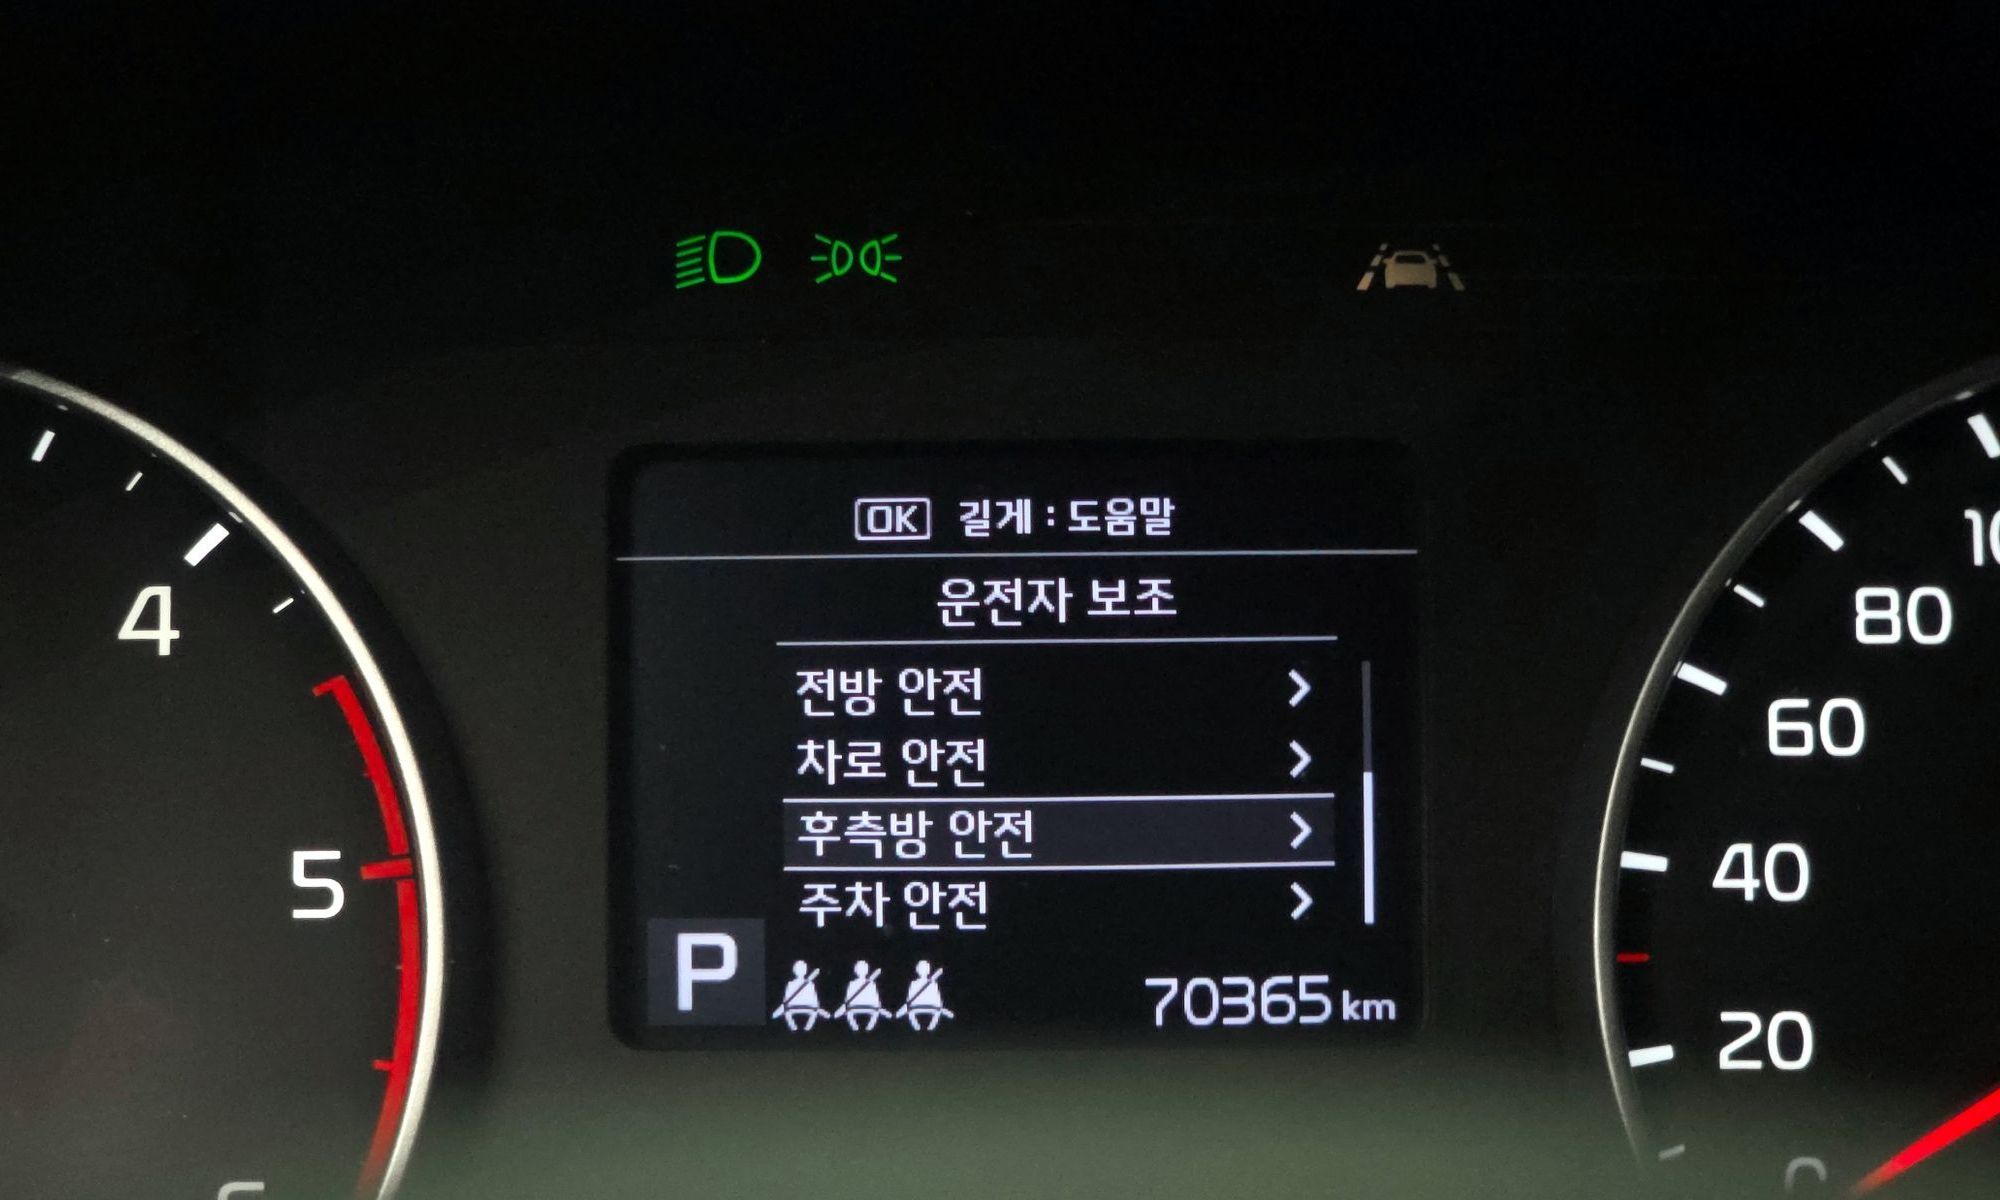 OK 길게 : 도움말
운전자 보조
전방 안전
차로 안전
후측방 안전
주차 안전
P
70365 km
4
5
80
60
40
20